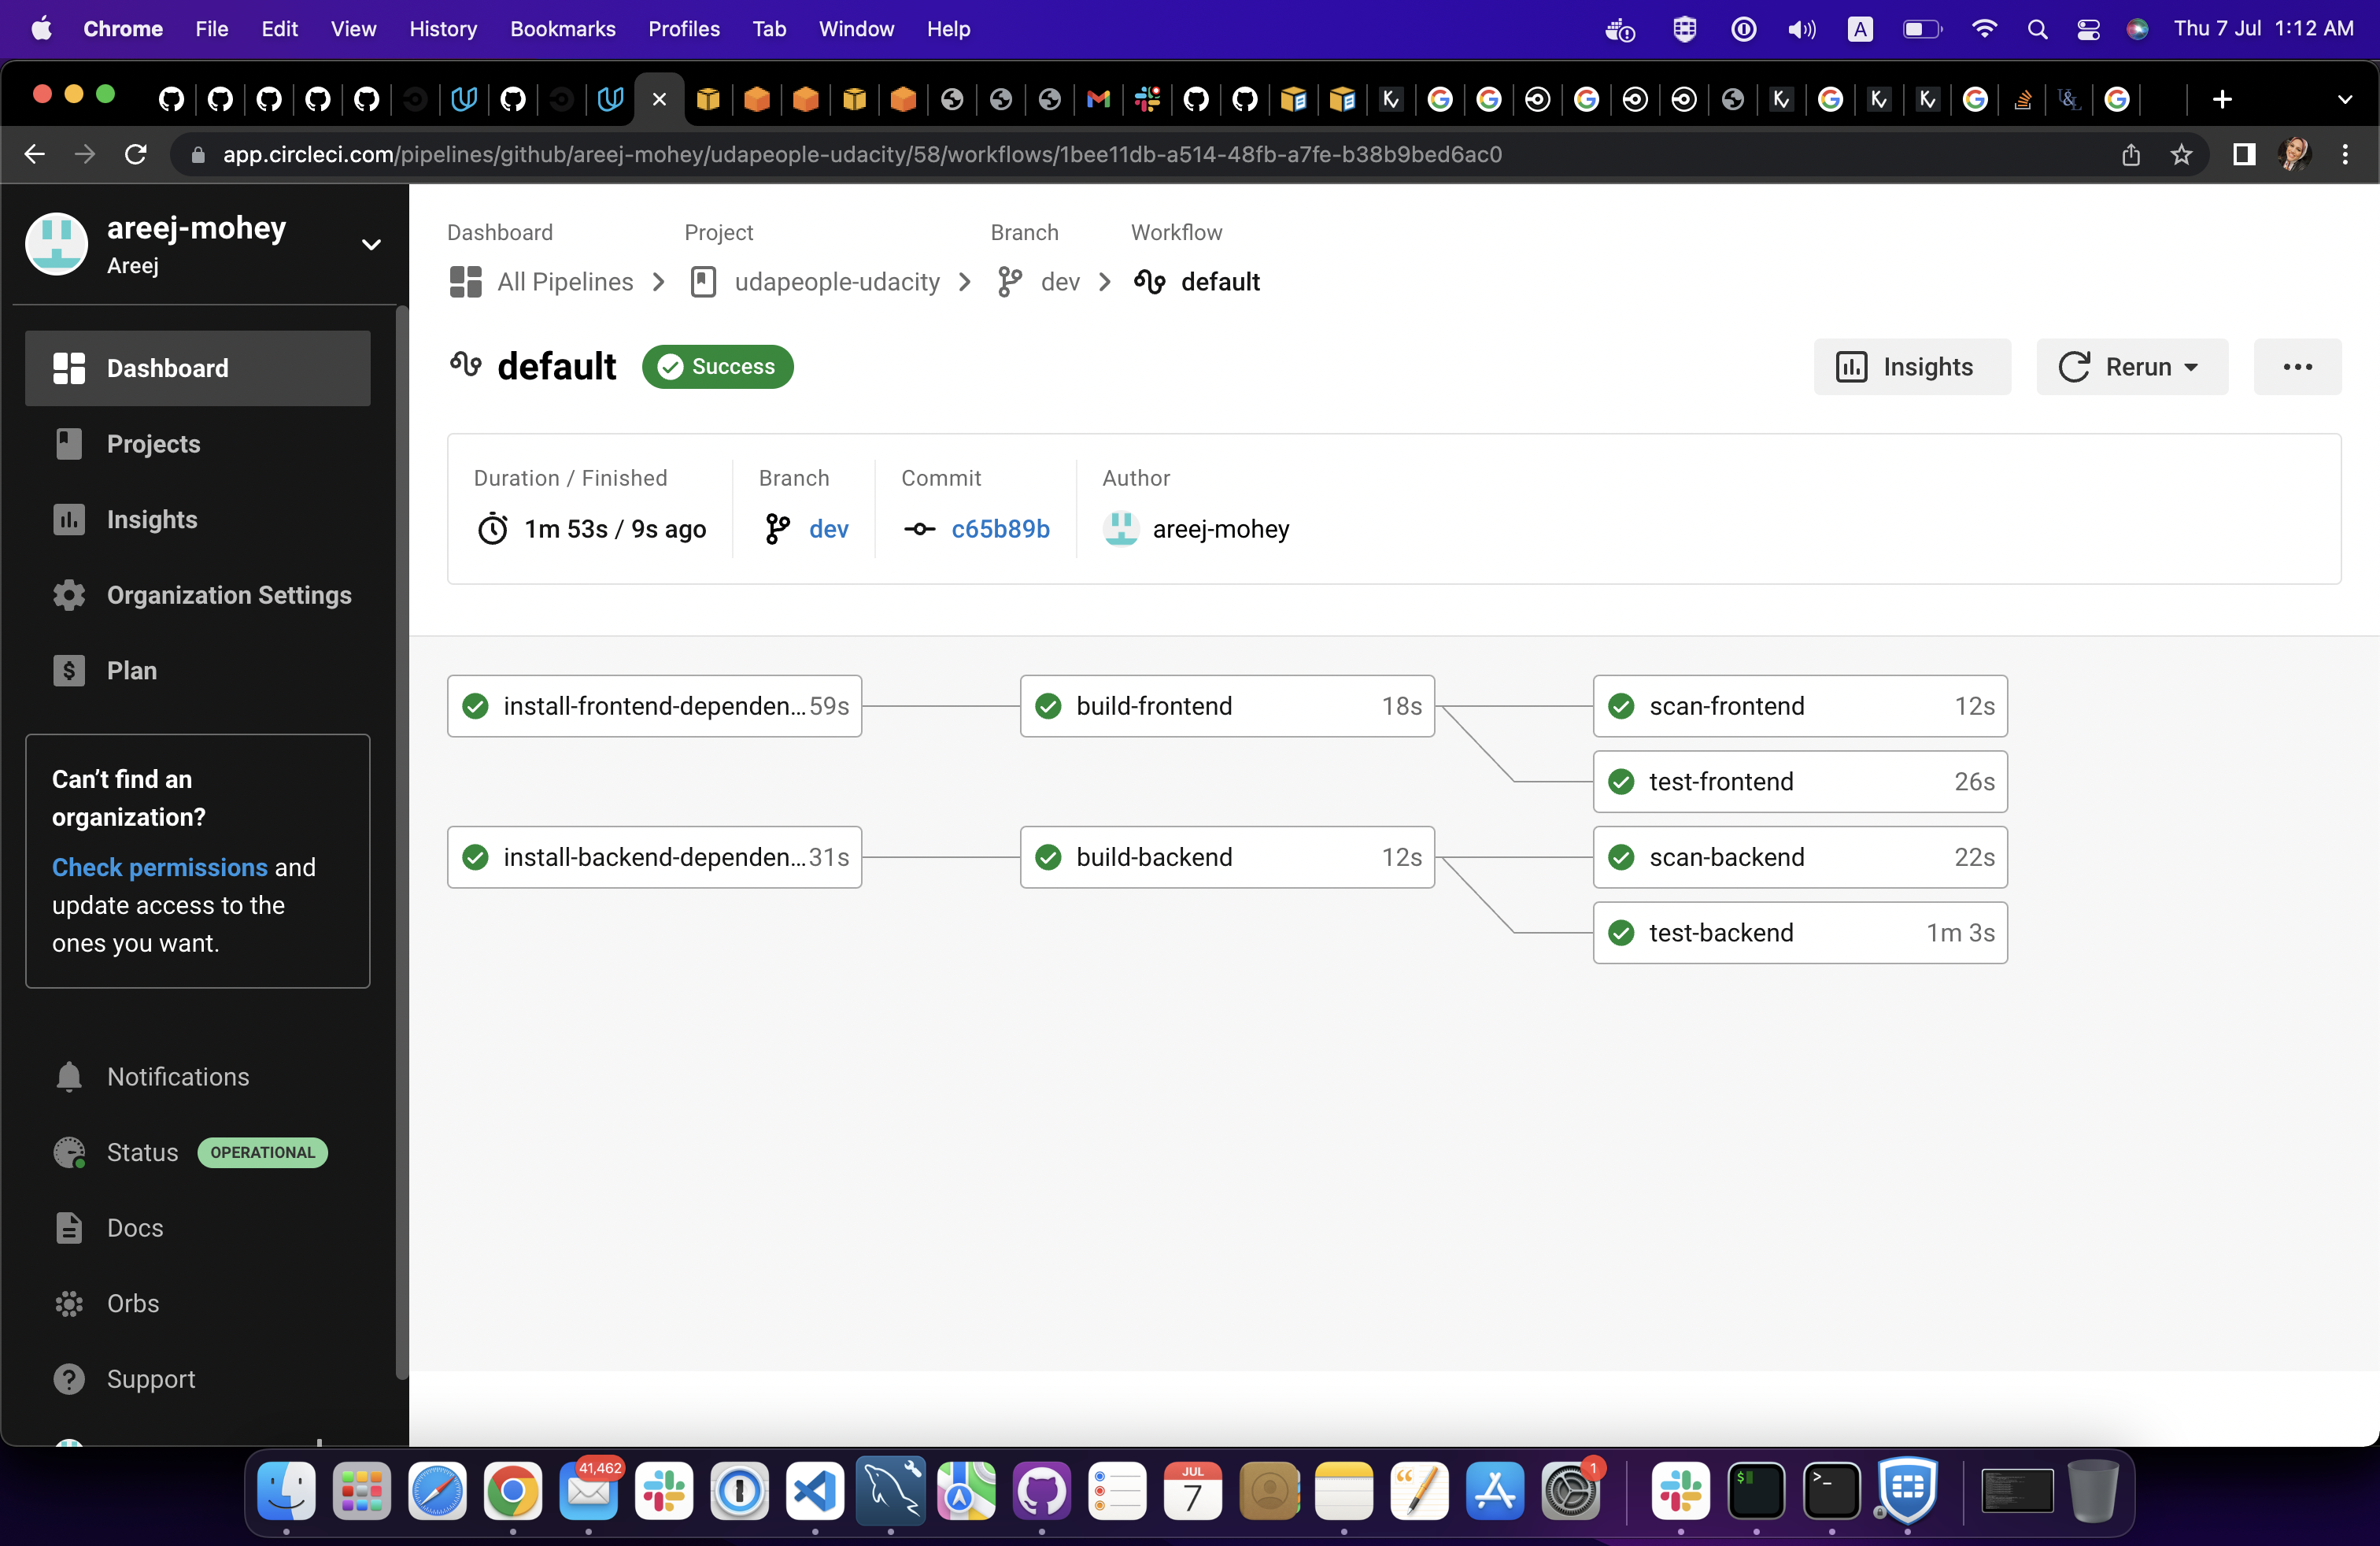 Chrome File Edit View History Bookmarks Profiles Tab Window Help A Thu 7 Jul 1:12 AM
app.circleci.com/pipelines/github/areej-mohey/udapeople-udacity/58/workflows/1bee11db-a514-48fb-a7fe-b38b9bed6ac0
areej-mohey
Areej
Dashboard
Projects
Insights
Organization Settings
Plan
Can't find an
organization?
Check permissions and
update access to the
ones you want.
Notifications
Status OPERATIONAL
Docs
Orbs
Support
Dashboard Project Branch Workflow
All Pipelines udapeople-udacity dev default
default Success Insights Rerun
Duration / Finished Branch Commit Author
1m 53s / 9s ago dev c65b89b areej-mohey
install-frontend-dependen... 59s build-frontend 18s scan-frontend 12s
test-frontend 26s
install-backend-dependen... 31s build-backend 12s scan-backend 22s
test-backend 1m 3s
41,462
JUL
7
1